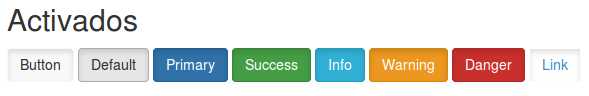 Activados
Button Default Primary Success Info Warning Danger Link